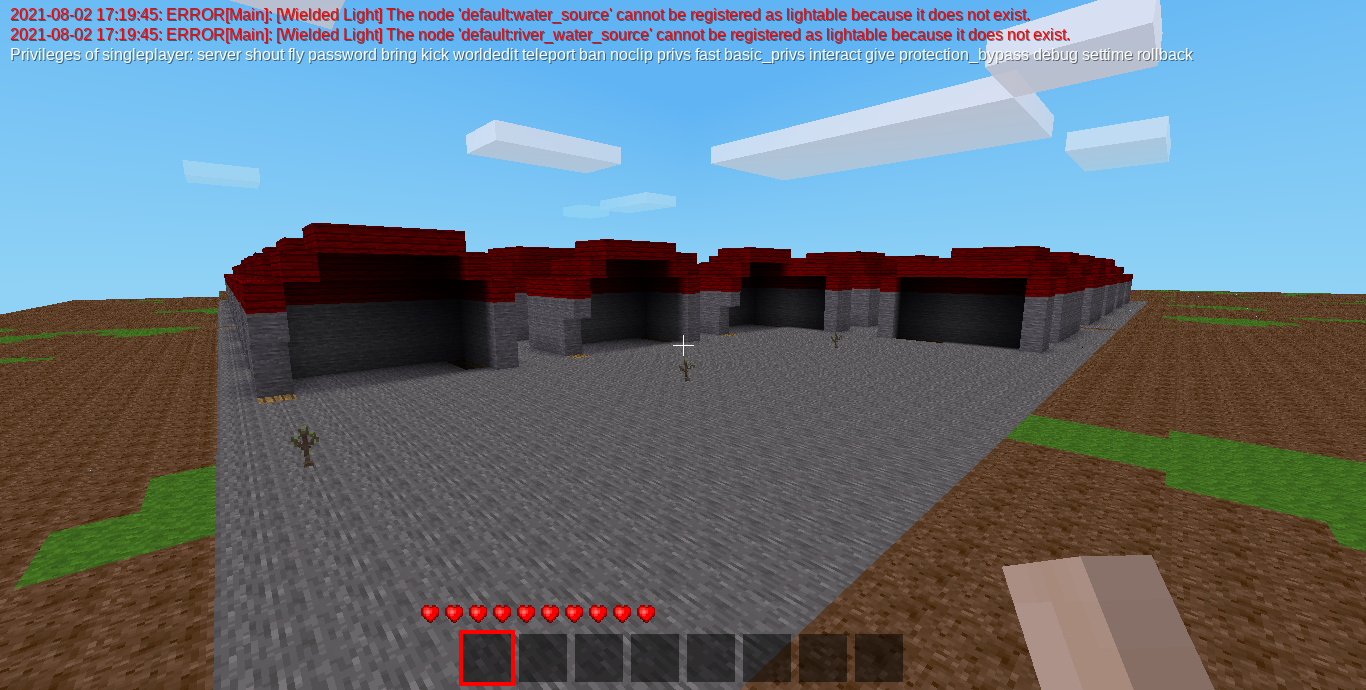 2021-08-02 17:19:45: ERROR[Main]: [Wielded Light] The node 'default:water_source' cannot be registered as lightable because it does not exist.
2021-08-02 17:19:45: ERROR[Main]: [Wielded Light] The node 'default:river_water_source' cannot be registered as lightable because it does not exist.
Privileges of singleplayer: server shout fly password bring kick worldedit teleport ban noclip privs fast basic_privs interact give protection_bypass debug settime rollback